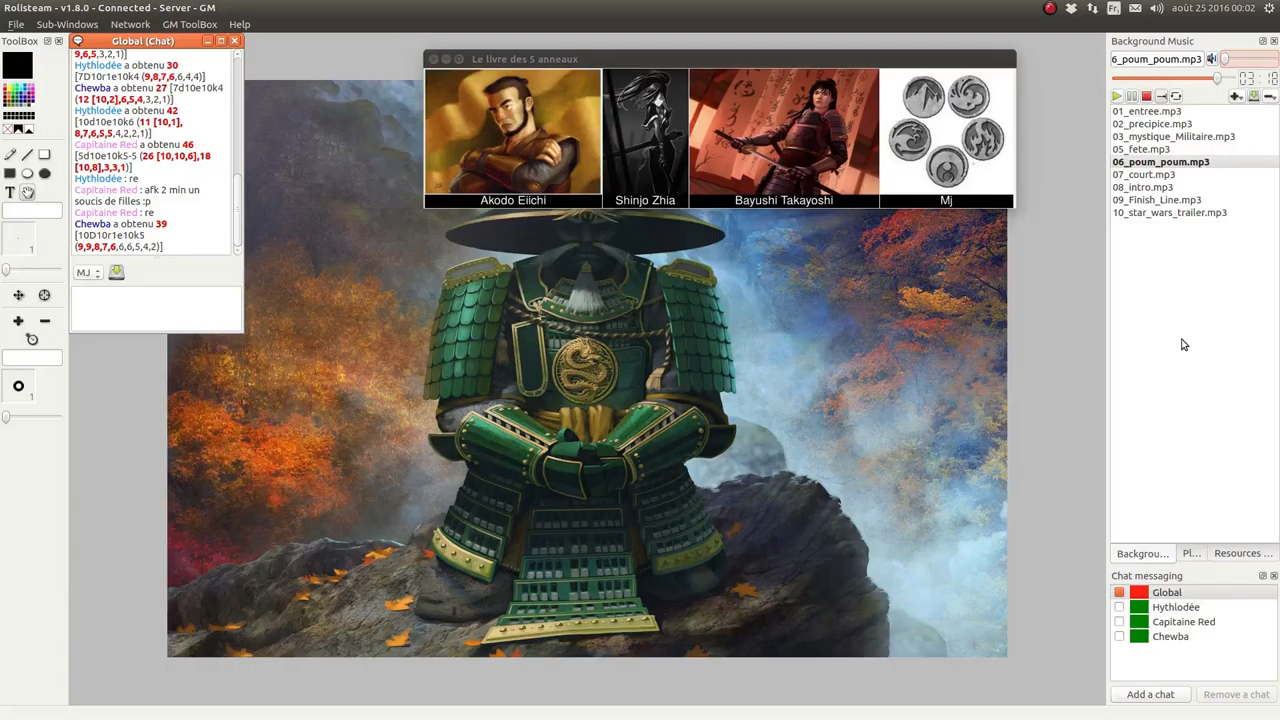 Rolisteam - v1.8.0 - Connected - Server - GM
Fr
août 25 2016 00:02
File Sub-Windows Network GM ToolBox Help
ToolBox
Global (Chat)
9,6,5,3,2,1)]
Hythlodée a obtenu 30
[7D10r1e10k4 (9,8,7,6,6,4,4)]
Chewba a obtenu 27 [7d10e10k4
(12 [10,2],6,5,4,3,2,1)]
Hythlodée a obtenu 42
[10d10e10k6 (11 [10,1],
8,7,6,5,5,4,2,2,1)]
Capitaine Red a obtenu 46
[5d10e10k5-5 (26 [10,10,6],18
[10,8],3,3,1)]
Hythlodée : re
Capitaine Red : afk 2 min un
soucis de filles :p
Capitaine Red : re
Chewba a obtenu 39
[10D10r1e10k5
(9,9,8,7,6,6,6,5,4,2)]
MJ
T
1
1
Le livre des 5 anneaux
Akodo Eiichi
Shinjo Zhia
Bayushi Takayoshi
Mj
Background Music
6_poum_poum.mp3
03 : 10
01_entree.mp3
02_precipice.mp3
03_mystique_Militaire.mp3
05_fete.mp3
06_poum_poum.mp3
07_court.mp3
08_intro.mp3
09_Finish_Line.mp3
10_star_wars_trailer.mp3
Backgrou... Pl... Resources ...
Chat messaging
Global
Hythlodée
Capitaine Red
Chewba
Add a chat Remove a chat